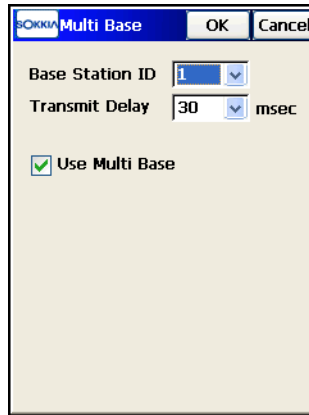 SOKKIA Multi Base OK Cancel
Base Station ID 1
Transmit Delay 30 msec
Use Multi Base